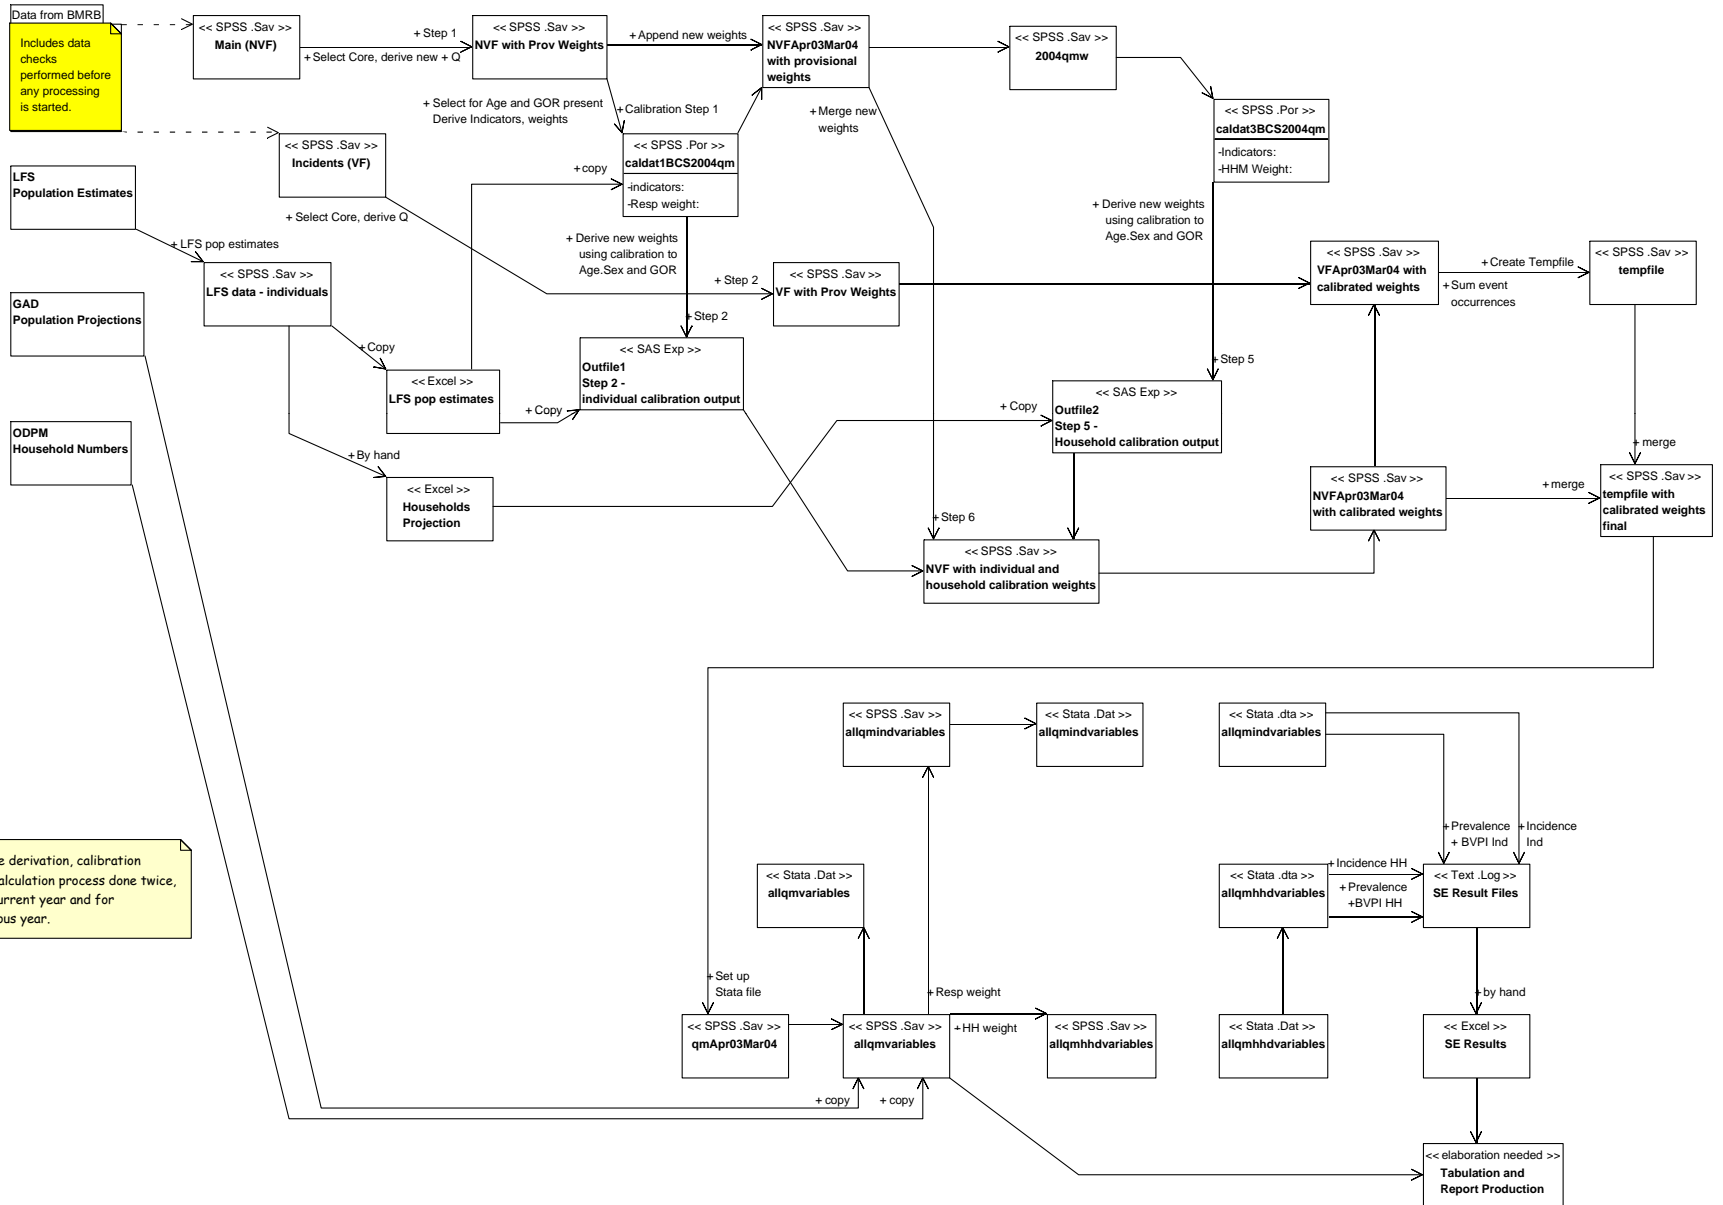 Data from BMRB
Includes data
checks
performed before
any processing
is started.
<< SPSS .Sav >>
Main (NVF)
+ Step 1
+ Select Core, derive new + Q
<< SPSS .Sav >>
NVF with Prov Weights
+ Append new weights
<< SPSS .Sav >>
NVFApr03Mar04
with provisional
weights
<< SPSS .Sav >>
2004qmw
+ Select for Age and GOR present
Derive Indicators, weights
+ Calibration Step 1
+ Merge new
weights
<< SPSS .Por >>
caldat3BCS2004qm
-Indicators:
-HHM Weight:
<< SPSS .Sav >>
Incidents (VF)
<< SPSS .Por >>
caldat1BCS2004qm
-indicators:
-Resp weight:
+ copy
LFS
Population Estimates
+ Select Core, derive Q
+ LFS pop estimates
+ Derive new weights
using calibration to
Age.Sex and GOR
+ Derive new weights
using calibration to
Age.Sex and GOR
<< SPSS .Sav >>
LFS data - individuals
+ Step 2
<< SPSS .Sav >>
VF with Prov Weights
<< SPSS .Sav >>
VFApr03Mar04 with
calibrated weights
+ Create Tempfile
+ Sum event
occurrences
<< SPSS .Sav >>
tempfile
GAD
Population Projections
+ Step 2
+ Copy
<< SAS Exp >>
Outfile1
Step 2 -
individual calibration output
+ Step 5
<< Excel >>
LFS pop estimates
+ Copy
+ Copy
<< SAS Exp >>
Outfile2
Step 5 -
Household calibration output
ODPM
Household Numbers
+ By hand
+ merge
<< Excel >>
Households
Projection
<< SPSS .Sav >>
NVFApr03Mar04
with calibrated weights
+ merge
<< SPSS .Sav >>
tempfile with
calibrated weights
final
+ Step 6
<< SPSS .Sav >>
NVF with individual and
household calibration weights
<< SPSS .Sav >>
allqmindvariables
<< Stata .Dat >>
allqmindvariables
<< Stata .dta >>
allqmindvariables
+ Prevalence
+ BVPI Ind
+ Incidence
Ind
e derivation, calibration
alculation process done twice,
urrent year and for
ous year.
<< Stata .Dat >>
allqmvariables
<< Stata .dta >>
allqmhhdvariables
+ Incidence HH
+ Prevalence
+BVPI HH
<< Text .Log >>
SE Result Files
+ Set up
Stata file
+ Resp weight
+ by hand
<< SPSS .Sav >>
qmApr03Mar04
<< SPSS .Sav >>
allqmvariables
+ HH weight
<< SPSS .Sav >>
allqmhhdvariables
<< Stata .Dat >>
allqmhhdvariables
<< Excel >>
SE Results
+ copy
+ copy
<< elaboration needed >>
Tabulation and
Report Production